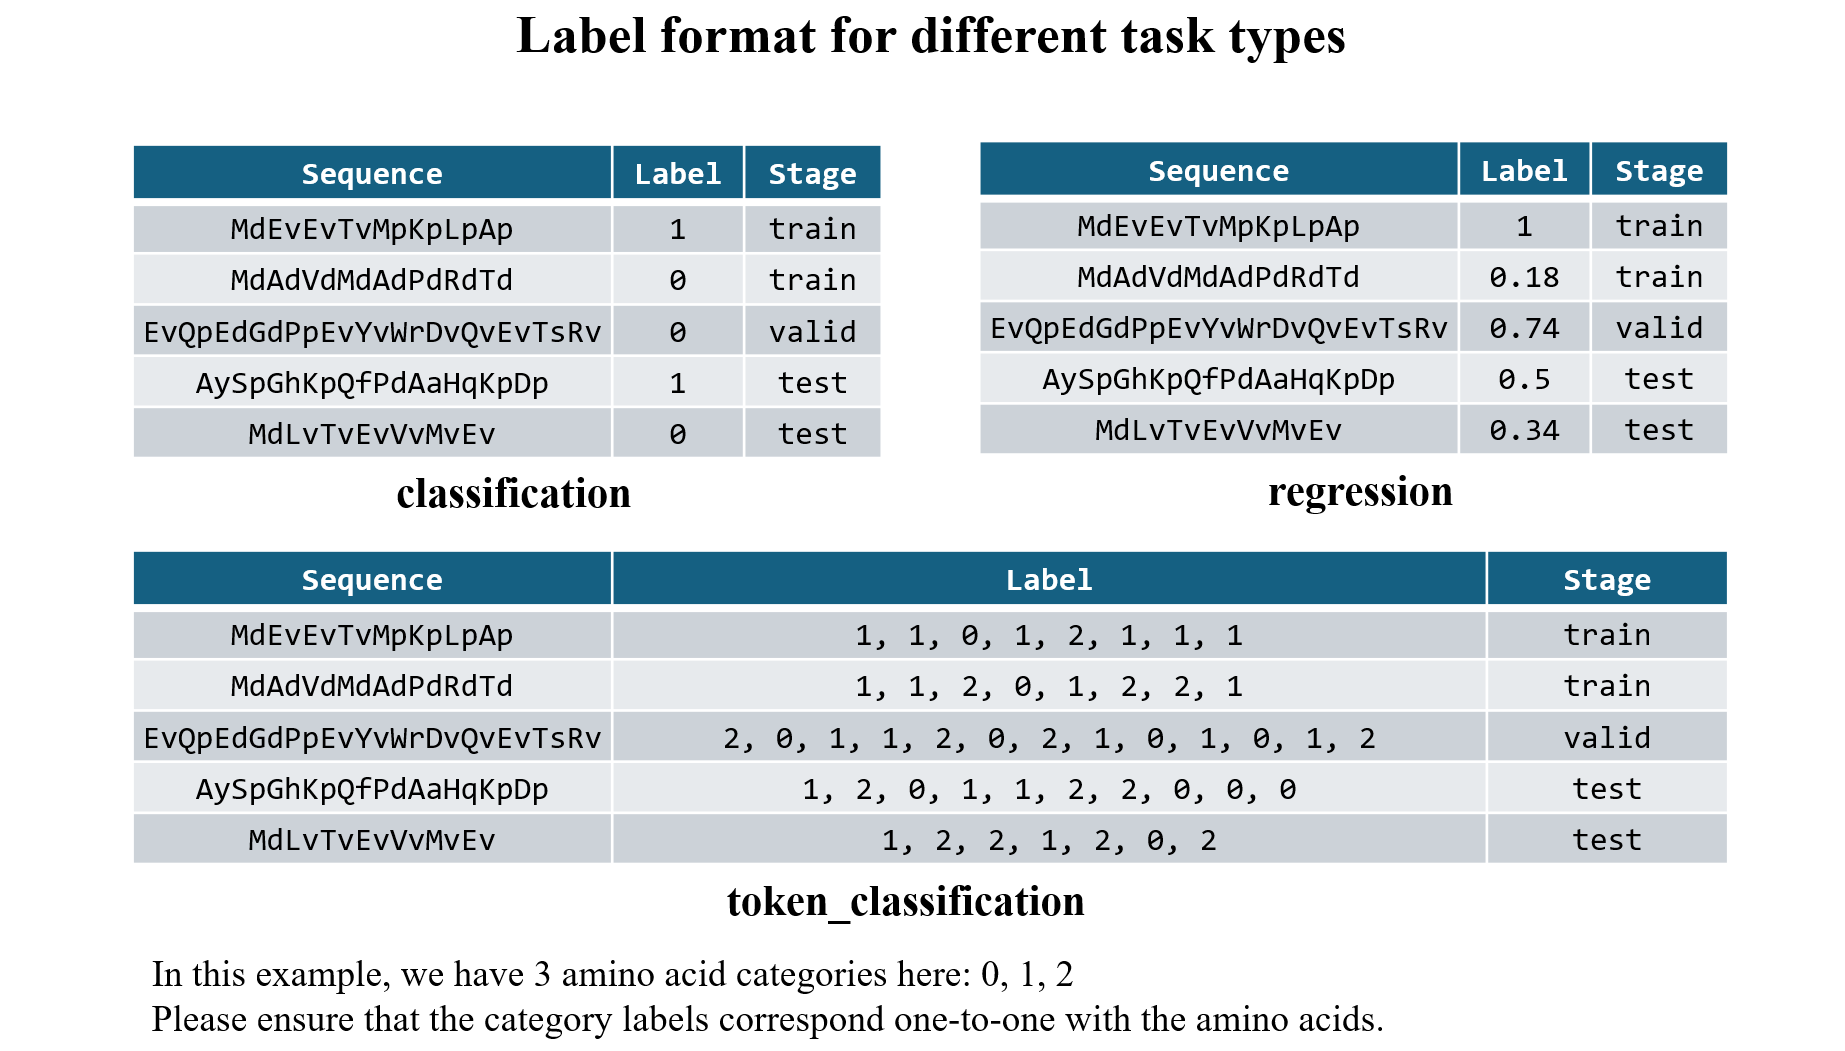 Label format for different task types
Sequence Label Stage
MdEvEvTvMpKpLpAp 1 train
MdAdVdMdAdPdRdTd 0 train
EvQpEdGdPpEvYvWrDvQvEvTsRv 0 valid
AySpGhKpQfPdAaHqKpDp 1 test
MdLvTvEvVvMvEv 0 test
classification
Sequence Label Stage
MdEvEvTvMpKpLpAp 1 train
MdAdVdMdAdPdRdTd 0.18 train
EvQpEdGdPpEvYvWrDvQvEvTsRv 0.74 valid
AySpGhKpQfPdAaHqKpDp 0.5 test
MdLvTvEvVvMvEv 0.34 test
regression
Sequence Label Stage
MdEvEvTvMpKpLpAp 1, 1, 0, 1, 2, 1, 1, 1 train
MdAdVdMdAdPdRdTd 1, 1, 2, 0, 1, 2, 2, 1 train
EvQpEdGdPpEvYvWrDvQvEvTsRv 2, 0, 1, 1, 2, 0, 2, 1, 0, 1, 0, 1, 2 valid
AySpGhKpQfPdAaHqKpDp 1, 2, 0, 1, 1, 2, 2, 0, 0, 0 test
MdLvTvEvVvMvEv 1, 2, 2, 1, 2, 0, 2 test
token_classification
In this example, we have 3 amino acid categories here: 0, 1, 2
Please ensure that the category labels correspond one-to-one with the amino acids.